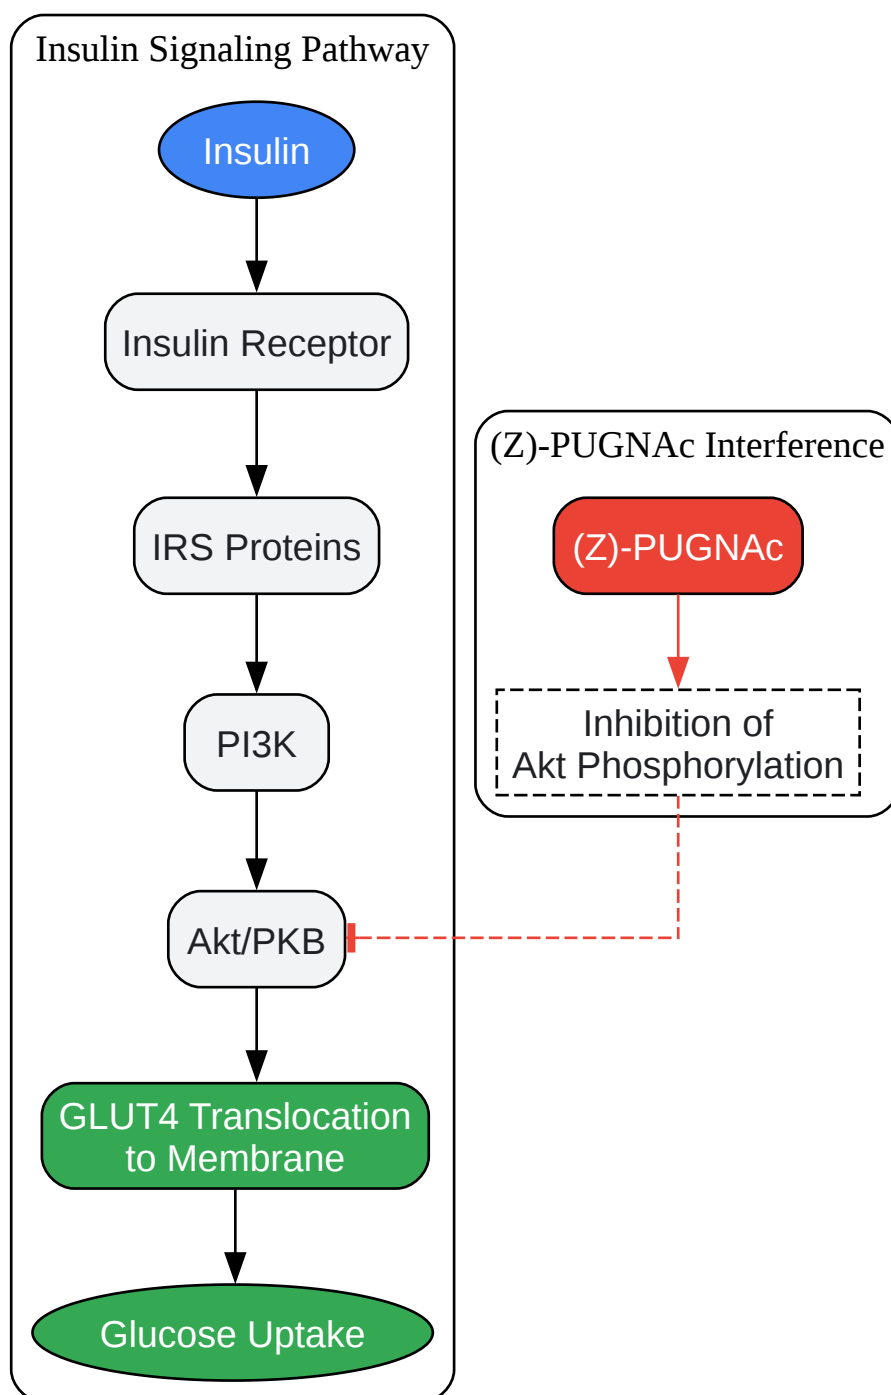 Insulin Signaling Pathway
Insulin
Insulin Receptor
IRS Proteins
PI3K
Akt/PKB
GLUT4 Translocation
to Membrane
Glucose Uptake
(Z)-PUGNAc Interference
(Z)-PUGNAc
Inhibition of
Akt Phosphorylation